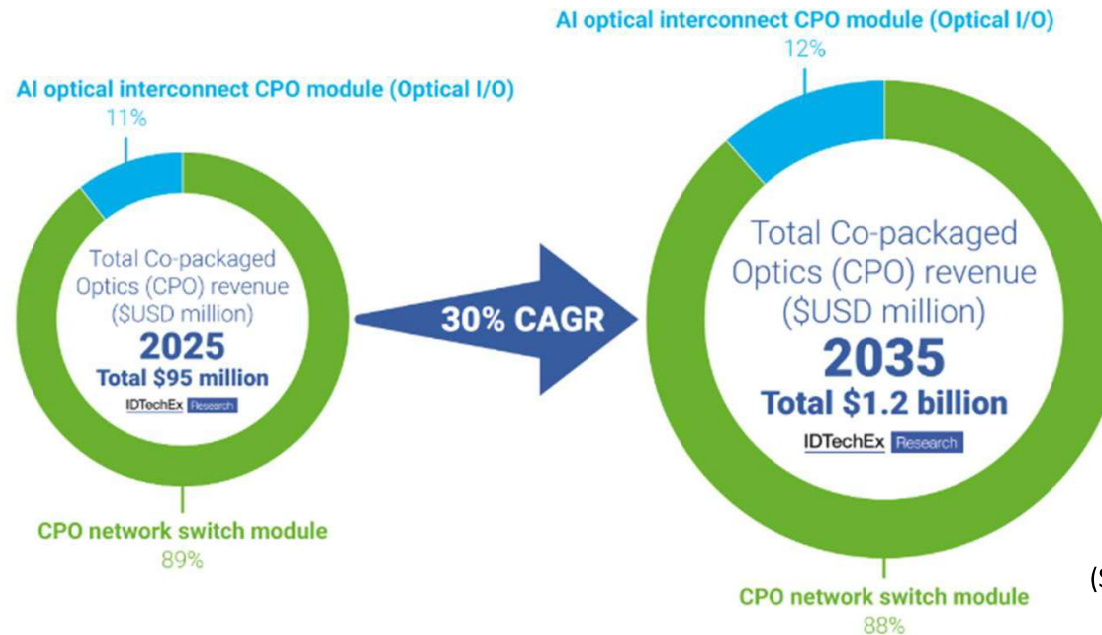 AI optical interconnect CPO module (Optical I/O)
11%
Total Co-packaged
Optics (CPO) revenue
($USD million)
2025
Total $95 million
IDTechEx Research
CPO network switch module
89%
30% CAGR
AI optical interconnect CPO module (Optical I/O)
12%
Total Co-packaged
Optics (CPO) revenue
($USD million)
2035
Total $1.2 billion
IDTechEx Research
CPO network switch module
88%
($